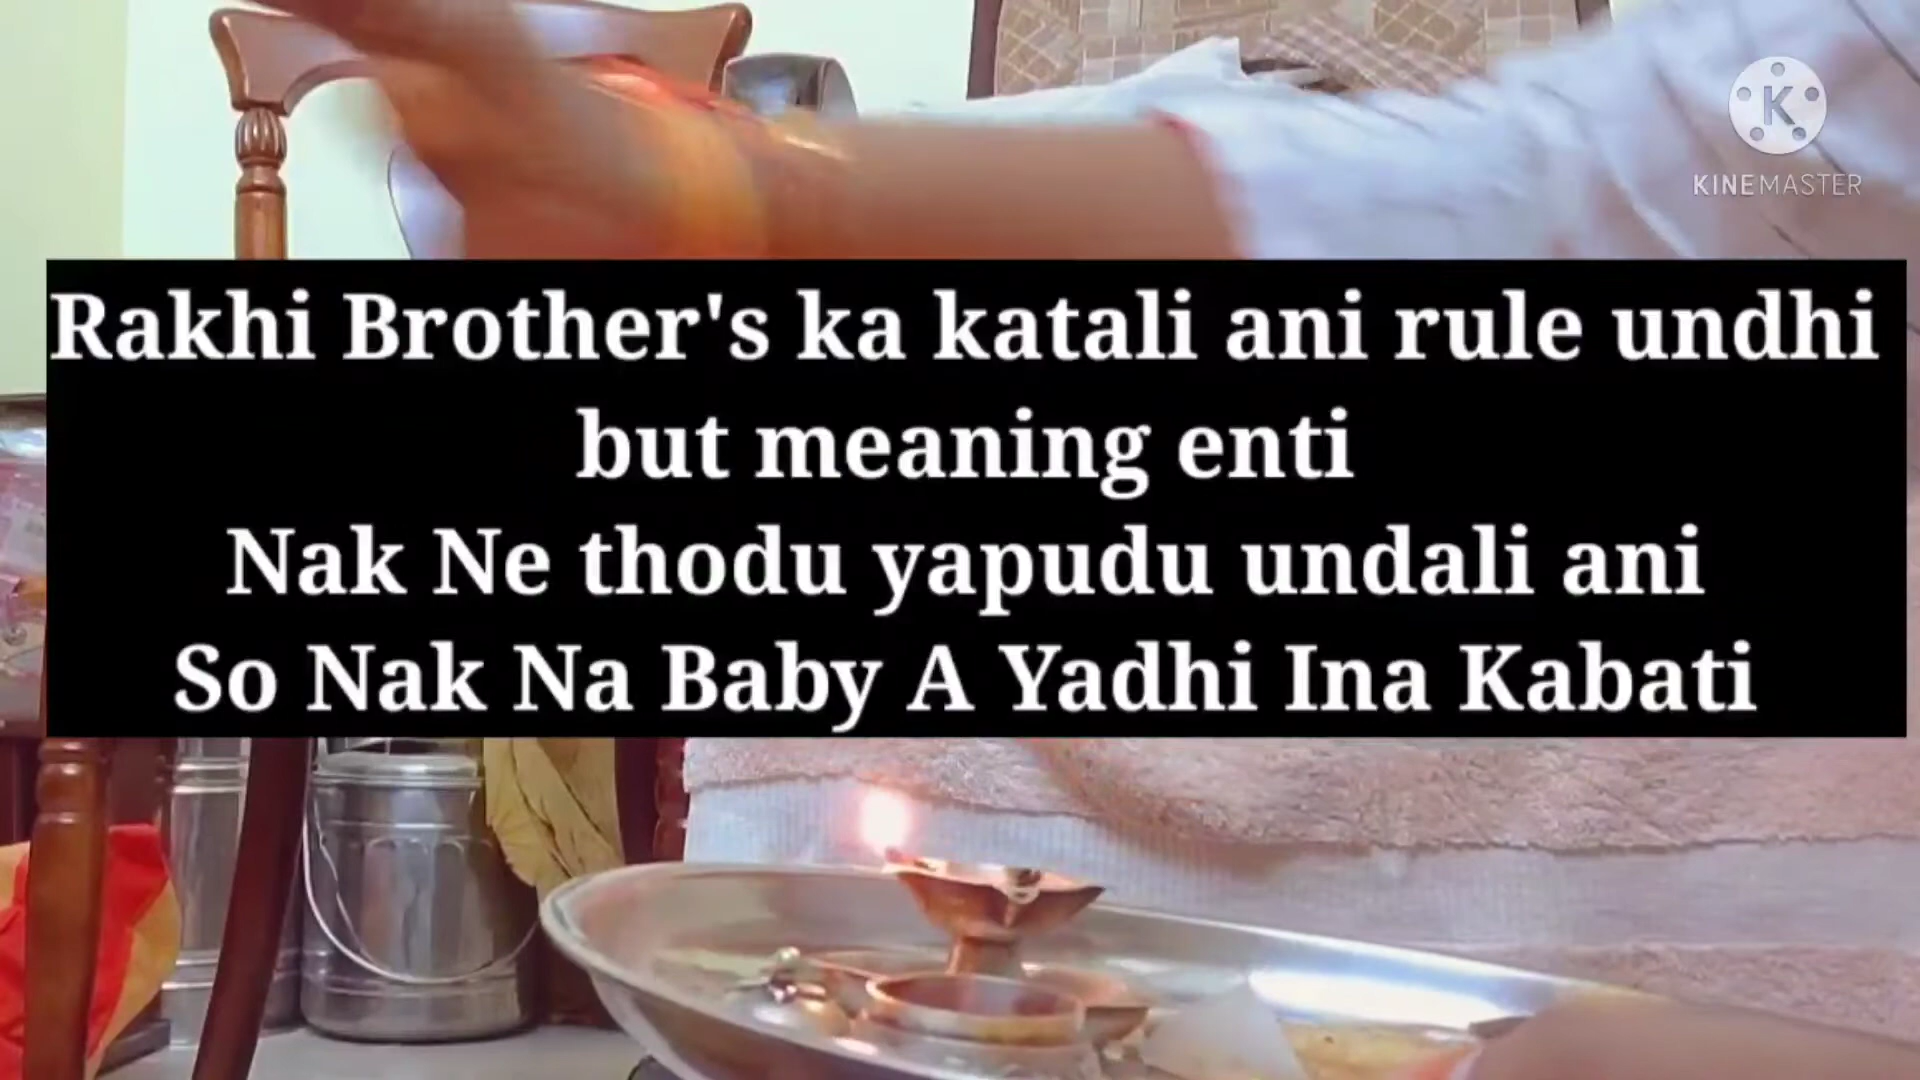 KINEMASTER
Rakhi Brother's ka katali ani rule undhi
but meaning enti
Nak Ne thodu yapudu undali ani
So Nak Na Baby A Yadhi Ina Kabati